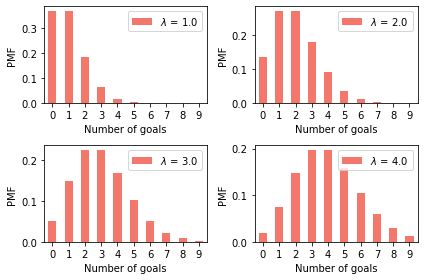 PMF
0.3
0.2
0.1
0.0
λ = 1.0
0 1 2 3 4 5 6 7 8 9
Number of goals
PMF
0.2
0.1
0.0
λ = 2.0
0 1 2 3 4 5 6 7 8 9
Number of goals
PMF
0.2
0.1
0.0
λ = 3.0
0 1 2 3 4 5 6 7 8 9
Number of goals
PMF
0.2
0.1
0.0
λ = 4.0
0 1 2 3 4 5 6 7 8 9
Number of goals